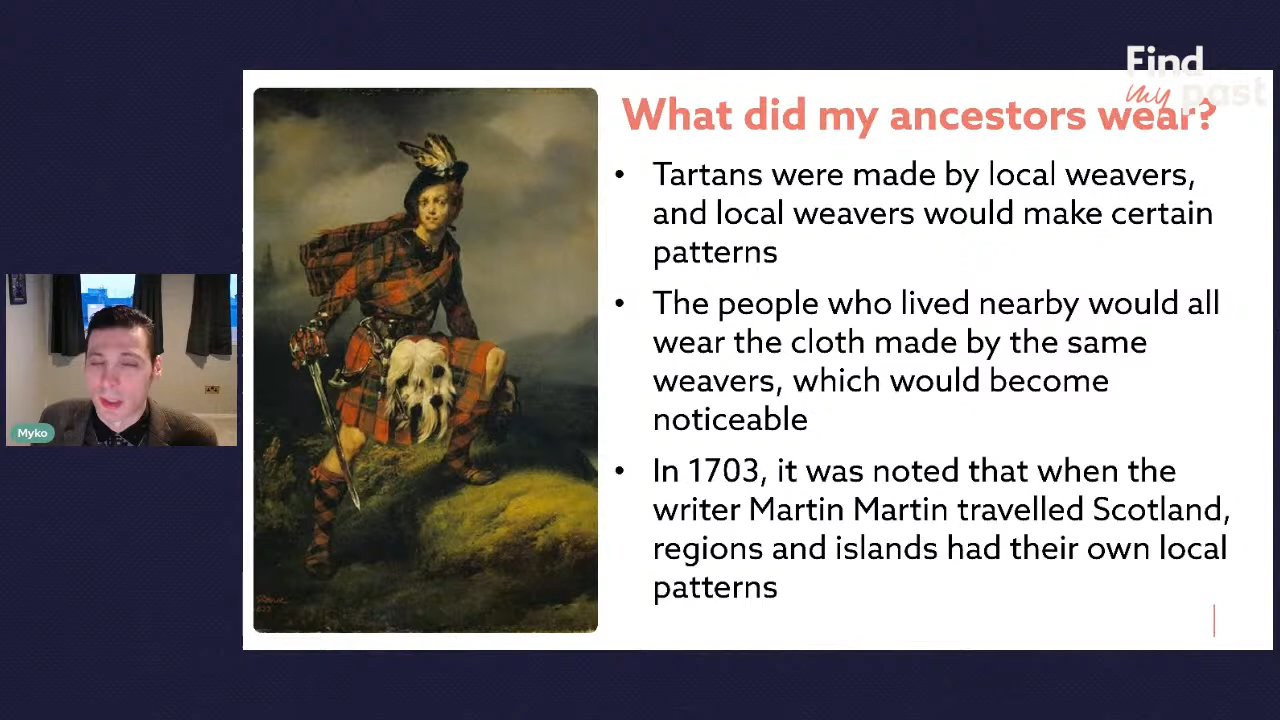 Find
my past
What did my ancestors wear?
• Tartans were made by local weavers,
and local weavers would make certain
patterns
• The people who lived nearby would all
wear the cloth made by the same
weavers, which would become
noticeable
• In 1703, it was noted that when the
writer Martin Martin travelled Scotland,
regions and islands had their own local
patterns
Myko